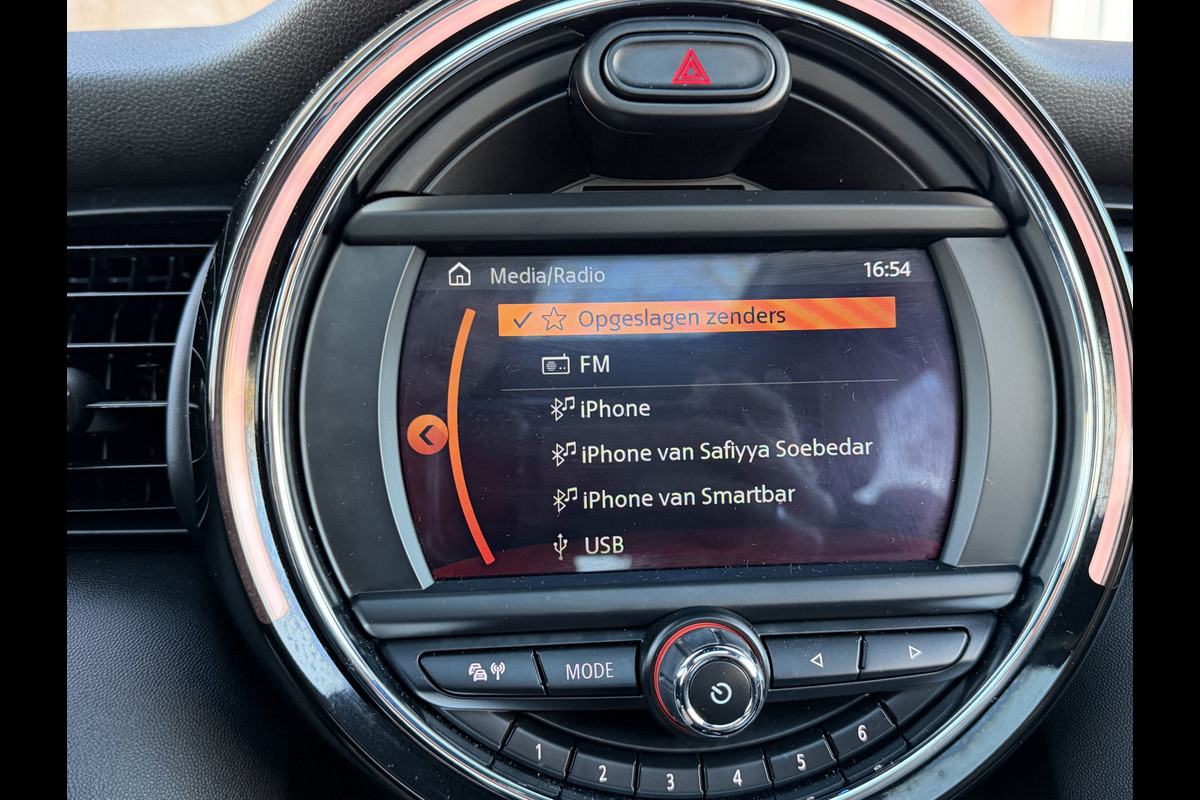 Media/Radio 16:54
Opgeslagen zenders
FM
iPhone
iPhone van Safiyya Soebedar
iPhone van Smartbar
USB
MODE
1 2 3 4 5 6